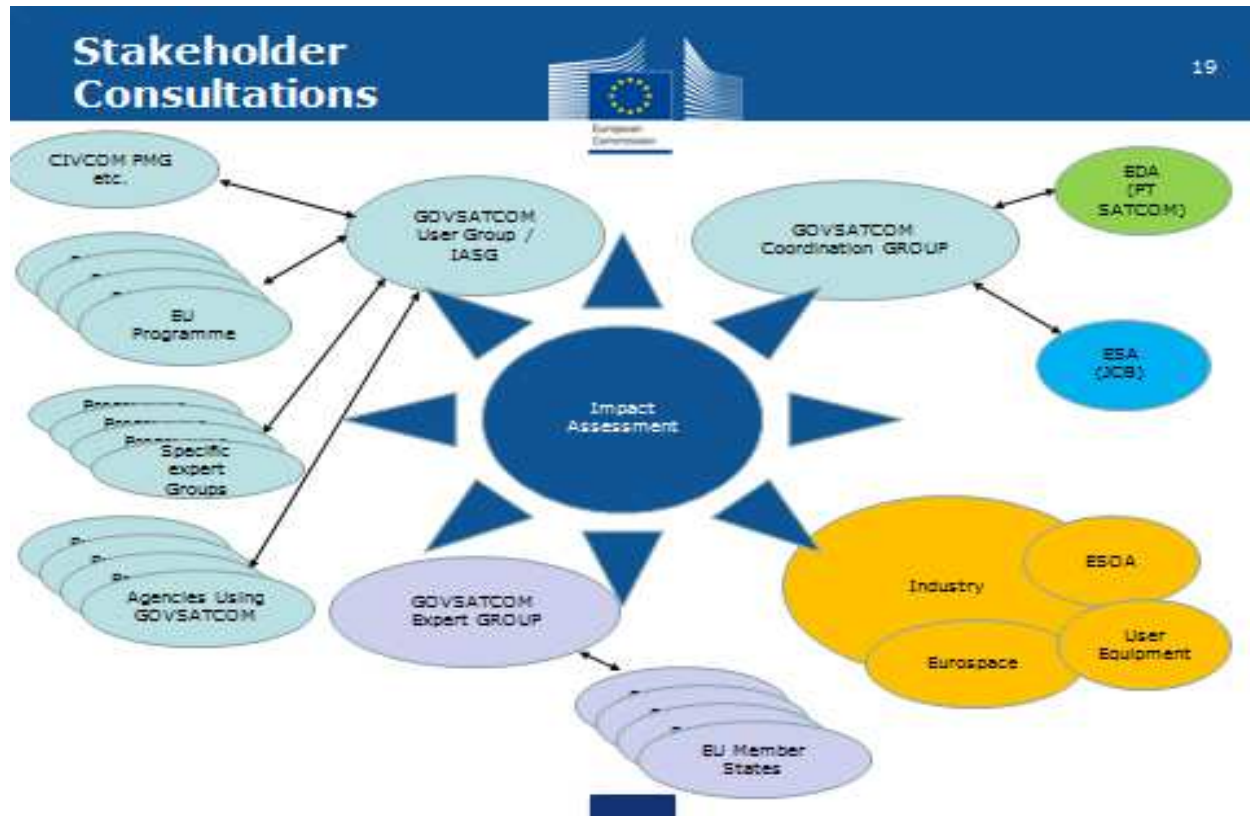 Stakeholder
Consultations
19
European
Commission
CIVCOM PMG
etc.
GOVSATCOM
User Group /
IASG
GOVSATCOM
Coordination GROUP
EDA
(PT
SATCOM)
EU
Programme
ESA
(JCB)
Impact
Assessment
Specific
expert
Groups
Agencies Using
GOVSATCOM
GOVSATCOM
Expert GROUP
Industry
ESOA
User
Equipment
Eurospace
EU Member
States